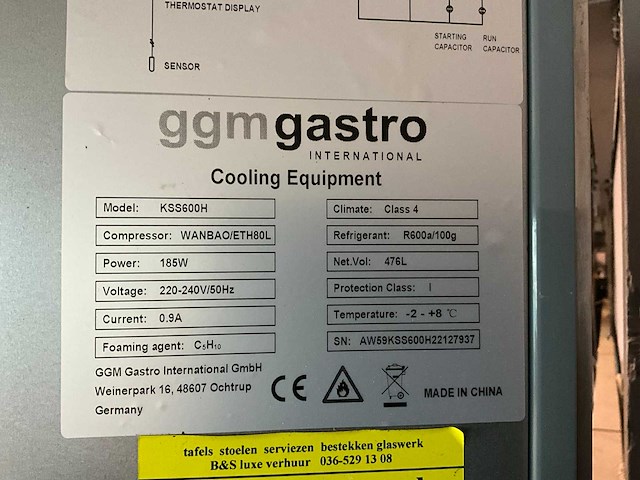 THERMOSTAT DISPLAY
STARTING CAPACITOR
RUN CAPACITOR
SENSOR
ggmgastro
INTERNATIONAL
Cooling Equipment
Model: KSS600H
Compressor: WANBAO/ETH80L
Power: 185W
Voltage: 220-240V/50Hz
Current: 0.9A
Foaming agent: C₅H₁₀
Climate: Class 4
Refrigerant: R600a/100g
Net.Vol: 476L
Protection Class: I
Temperature: -2 - +8 ℃
SN: AW59KSS600H22127937
GGM Gastro International GmbH
Weinerpark 16, 48607 Ochtrup
Germany
CE
MADE IN CHINA
tafels stoelen serviezen bestekken glaswerk
B&S luxe verhuur 036-529 13 08